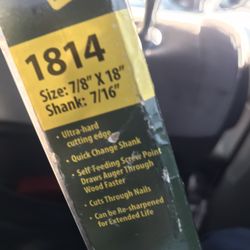 1814
Size: 7/8" X 18"
Shank: 7/16"
• Ultra-hard
cutting edge
• Quick Change Shank
• Self-Feeding Screw Point
Draws Auger Through
Wood Faster
• Cuts Through Nails
• Can be Re-sharpened
for Extended Life